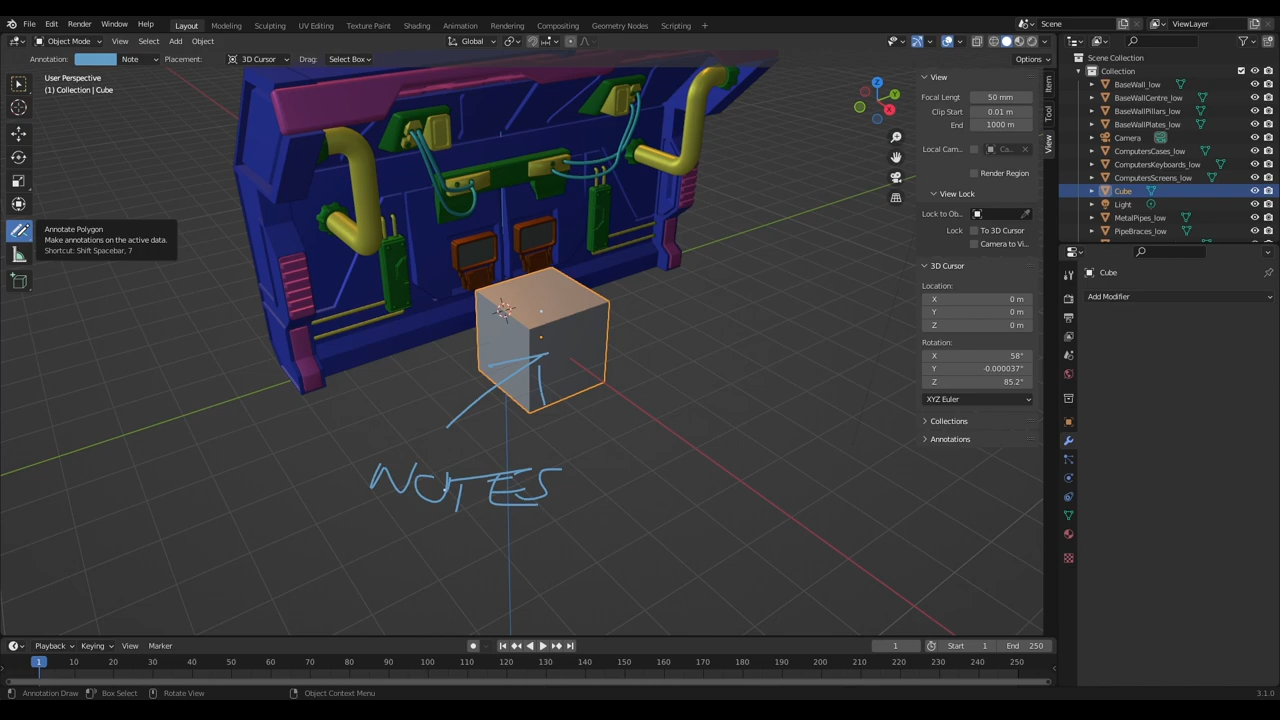 File Edit Render Window Help Layout Modeling Sculpting UV Editing Texture Paint Shading Animation Rendering Compositing Geometry Nodes Scripting + Scene ViewLayer
Object Mode View Select Add Object Global Options
Annotation: Note Placement: 3D Cursor Drag: Select Box
User Perspective
(1) Collection | Cube
Annotate Polygon
Make annotations on the active data.
Shortcut: Shift Spacebar, 7
NOTES
Z
Y
X
View
Focal Lengt 50 mm
Clip Start 0.01 m
End 1000 m
Local Cam... Ca...
Render Region
View Lock
Lock to Ob...
Lock To 3D Cursor
Camera to Vi...
3D Cursor
Location:
X 0 m
Y 0 m
Z 0 m
Rotation:
X 58°
Y -0.000037°
Z 85.2°
XYZ Euler
Collections
Annotations
Item
Tool
View
Scene Collection
Collection
BaseWall_low
BaseWallCentre_low
BaseWallPillars_low
BaseWallPlates_low
Camera
ComputersCases_low
ComputersKeyboards_low
ComputersScreens_low
Cube
Light
MetalPipes_low
PipeBraces_low
Cube
Add Modifier
Playback Keying View Marker 1 Start 1 End 250
1 10 20 30 40 50 60 70 80 90 100 110 120 130 140 150 160 170 180 190 200 210 220 230 240 250
Annotation Draw Box Select Rotate View Object Context Menu 3.1.0